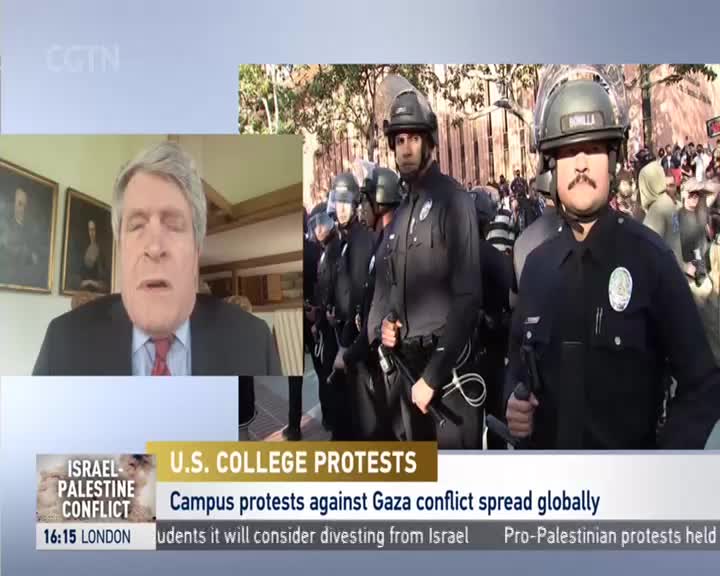 CGTN
BONILLA
ISRAEL-
PALESTINE
CONFLICT
U.S. COLLEGE PROTESTS
Campus protests against Gaza conflict spread globally
16:15 LONDON
udents it will consider divesting from Israel Pro-Palestinian protests held